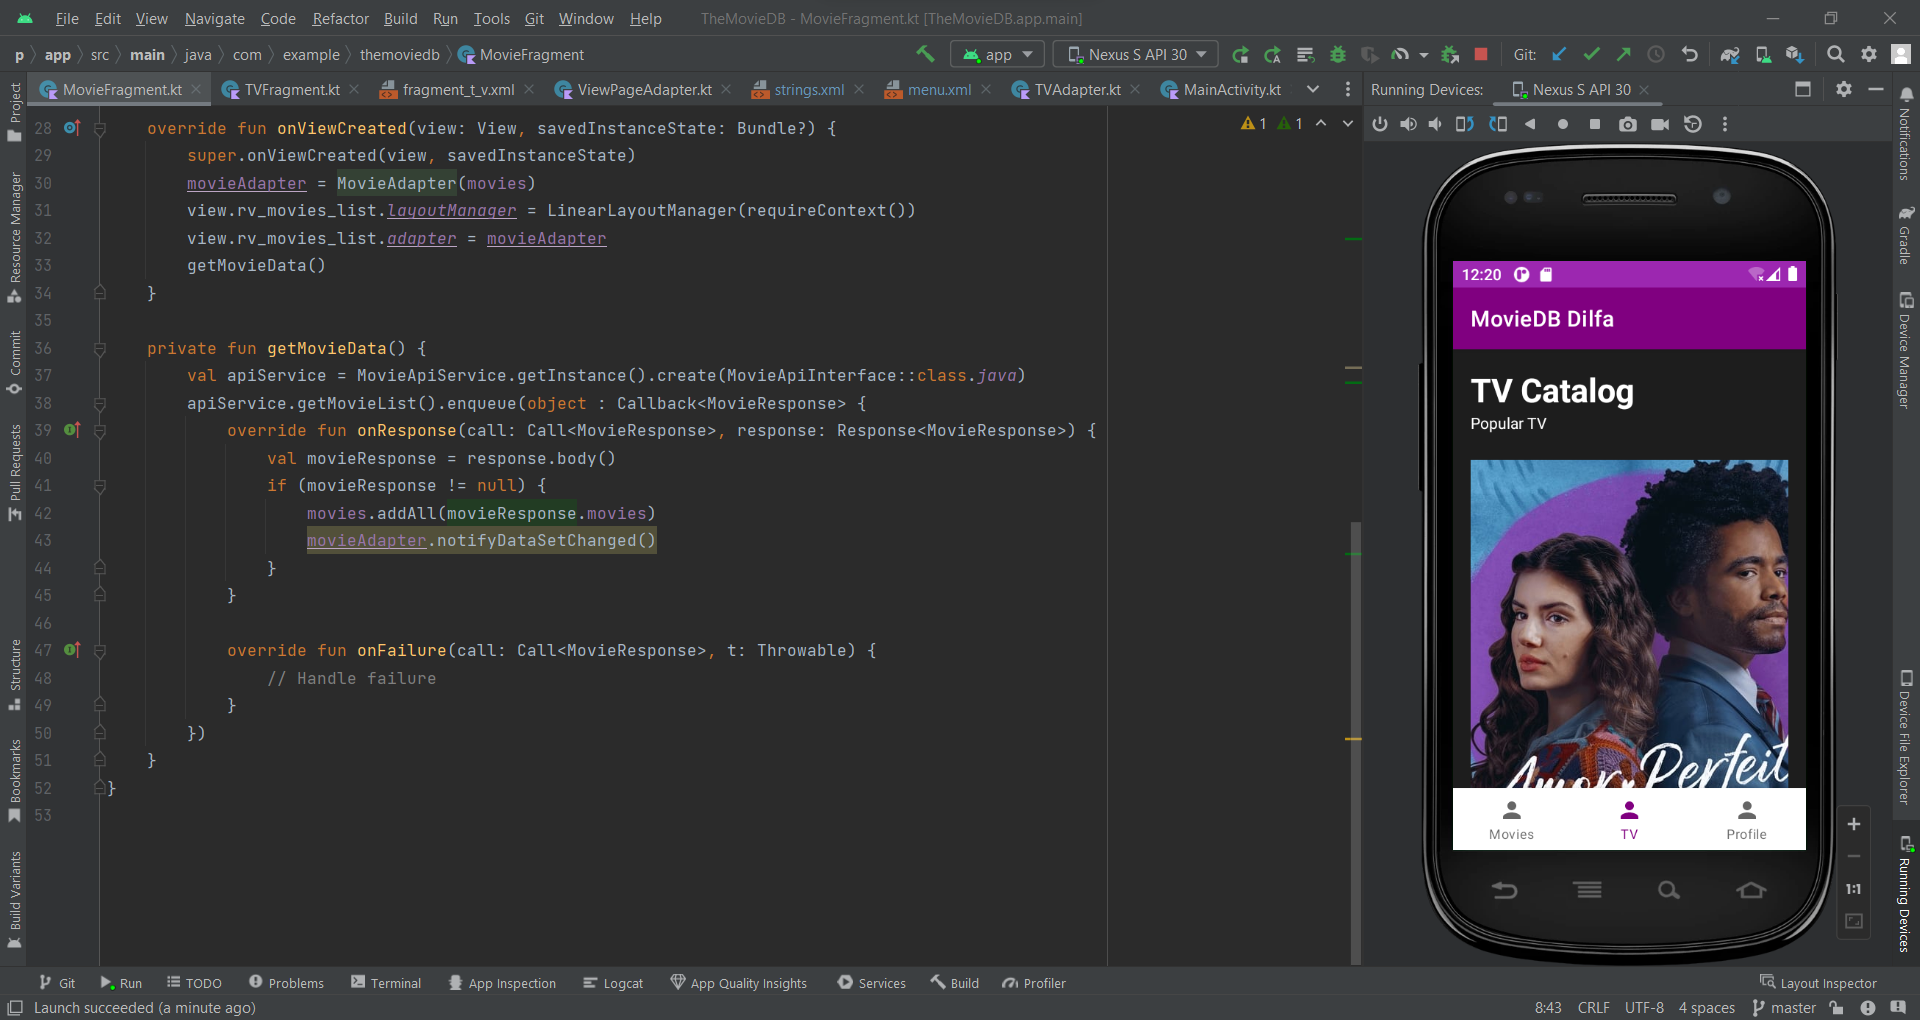 File Edit View Navigate Code Refactor Build Run Tools Git Window Help TheMovieDB - MovieFragment.kt [TheMovieDB.app.main]
p app src main java com example themoviedb MovieFragment app Nexus S API 30 Git:
MovieFragment.kt TVFragment.kt fragment_t_v.xml ViewPageAdapter.kt strings.xml menu.xml TVAdapter.kt MainActivity.kt Running Devices: Nexus S API 30
Project
Resource Manager
Commit
Pull Requests
Structure
Bookmarks
Build Variants
1 1
28 override fun onViewCreated(view: View, savedInstanceState: Bundle?) {
29 super.onViewCreated(view, savedInstanceState)
30 movieAdapter = MovieAdapter(movies)
31 view.rv_movies_list.layoutManager = LinearLayoutManager(requireContext())
32 view.rv_movies_list.adapter = movieAdapter
33 getMovieData()
34 }
35
36 private fun getMovieData() {
37 val apiService = MovieApiService.getInstance().create(MovieApiInterface::class.java)
38 apiService.getMovieList().enqueue(object : Callback<MovieResponse> {
39 override fun onResponse(call: Call<MovieResponse>, response: Response<MovieResponse>) {
40 val movieResponse = response.body()
41 if (movieResponse != null) {
42 movies.addAll(movieResponse.movies)
43 movieAdapter.notifyDataSetChanged()
44 }
45 }
46
47 override fun onFailure(call: Call<MovieResponse>, t: Throwable) {
48 // Handle failure
49 }
50 })
51 }
52 }
53
12:20
MovieDB Dilfa
TV Catalog
Popular TV
Amor.Perfeit
Movies TV Profile
1:1
Notifications
Gradle
Device Manager
Device File Explorer
Running Devices
Git Run TODO Problems Terminal App Inspection Logcat App Quality Insights Services Build Profiler Layout Inspector
Launch succeeded (a minute ago) 8:43 CRLF UTF-8 4 spaces master